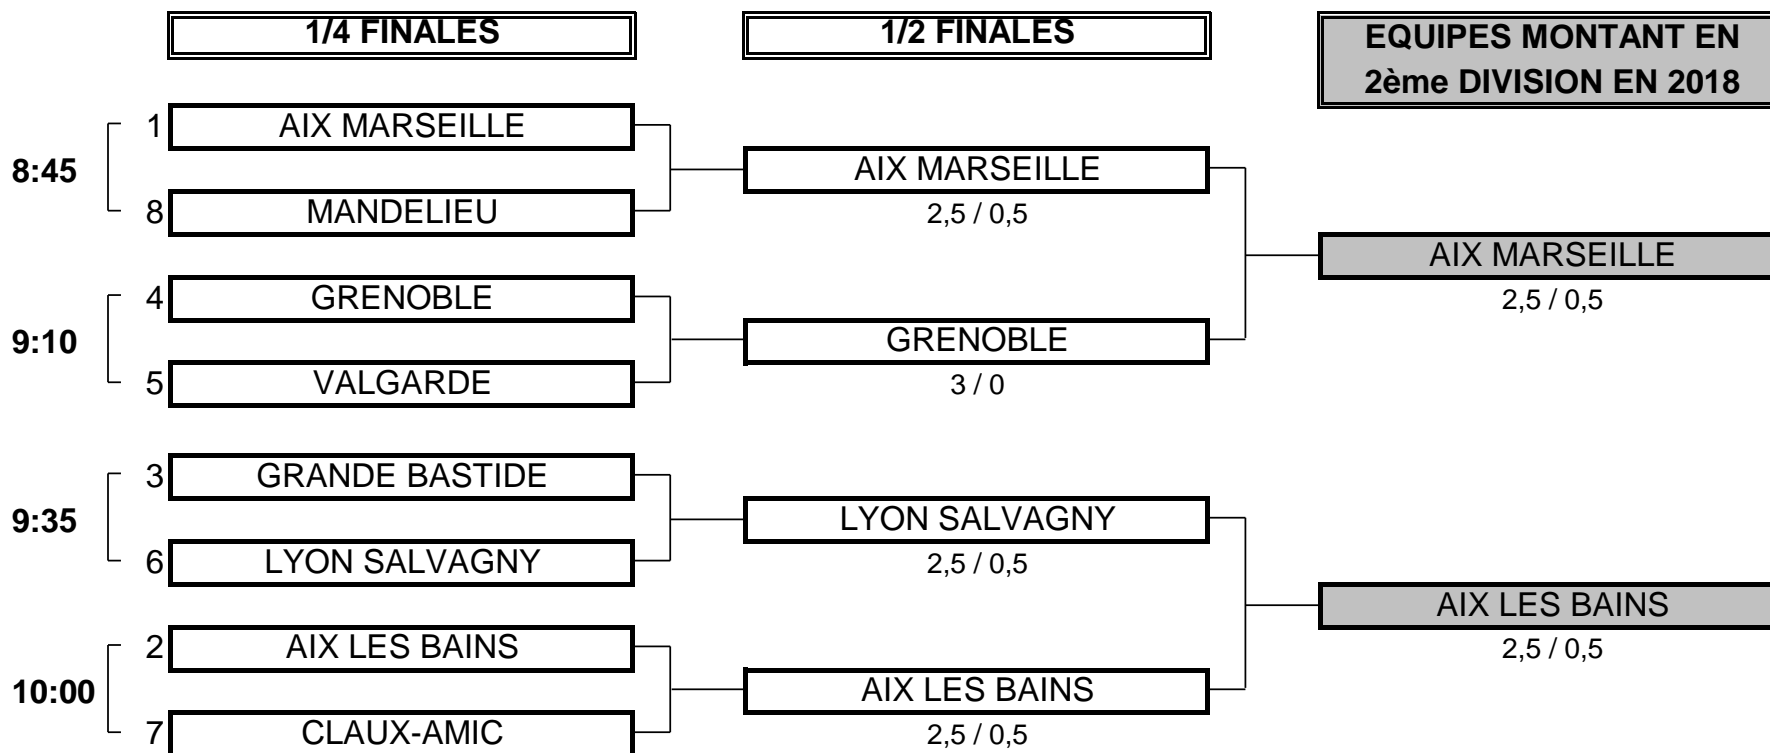 1/4 FINALES
1/2 FINALES
EQUIPES MONTANT EN
2ème DIVISION EN 2018
8:45
1 AIX MARSEILLE
8 MANDELIEU
AIX MARSEILLE
2,5 / 0,5
9:10
4 GRENOBLE
5 VALGARDE
GRENOBLE
3 / 0
AIX MARSEILLE
2,5 / 0,5
9:35
3 GRANDE BASTIDE
6 LYON SALVAGNY
LYON SALVAGNY
2,5 / 0,5
10:00
2 AIX LES BAINS
7 CLAUX-AMIC
AIX LES BAINS
2,5 / 0,5
AIX LES BAINS
2,5 / 0,5